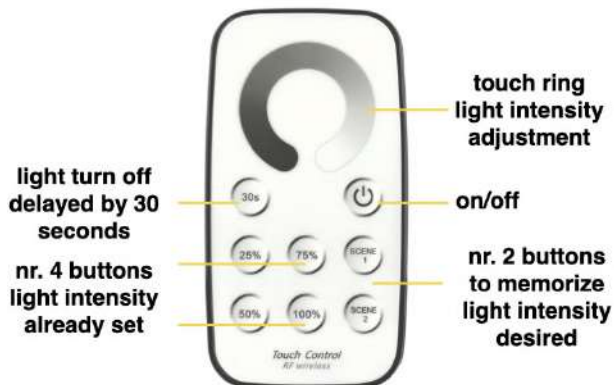 touch ring
light intensity
adjustment
light turn off
delayed by 30
seconds
30s
on/off
25%
75%
SCENE
1
nr. 4 buttons
light intensity
already set
nr. 2 buttons
to memorize
light intensity
desired
50%
100%
SCENE
2
Touch Control
RF wireless